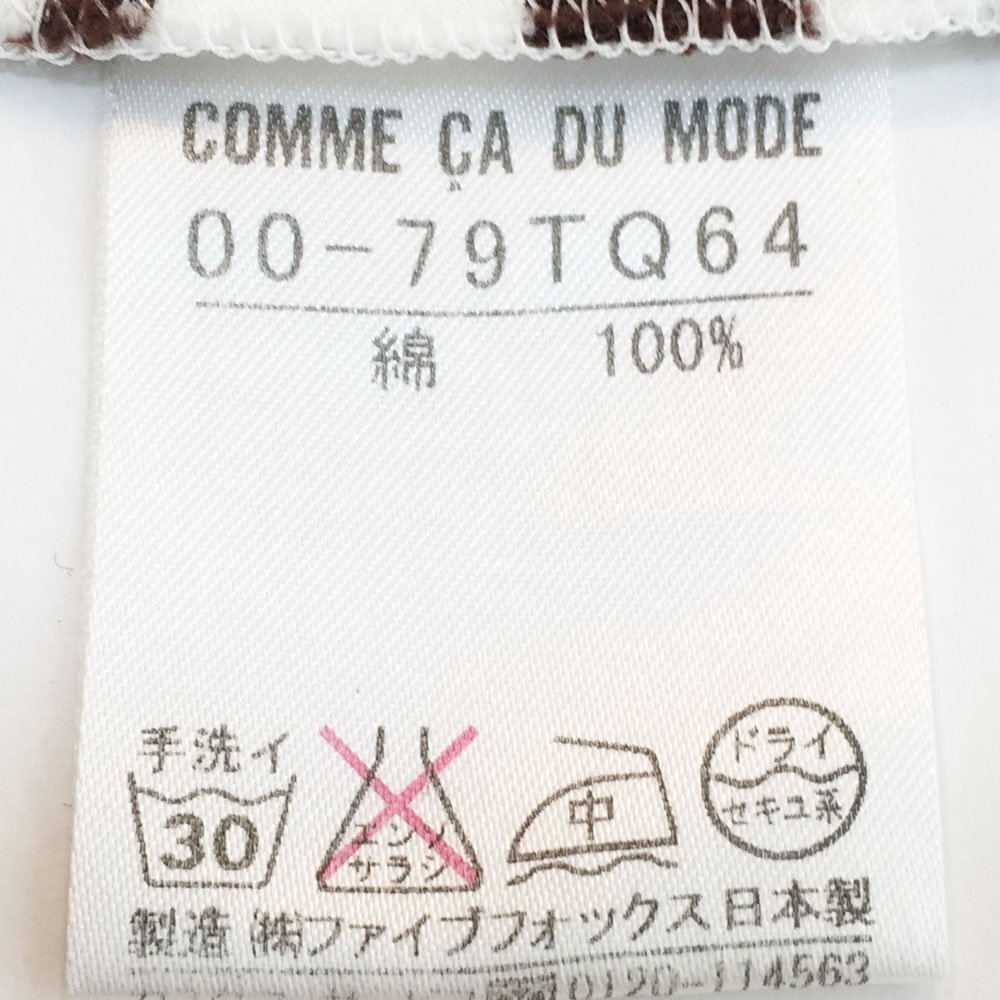 COMME ÇA DU MODE
00-79TQ64
綿 100%
手洗イ
30
エンソ
サラシ
中
ドライ
セキユ系
製造 ㈱ファイブフォックス 日本製
0120-114563